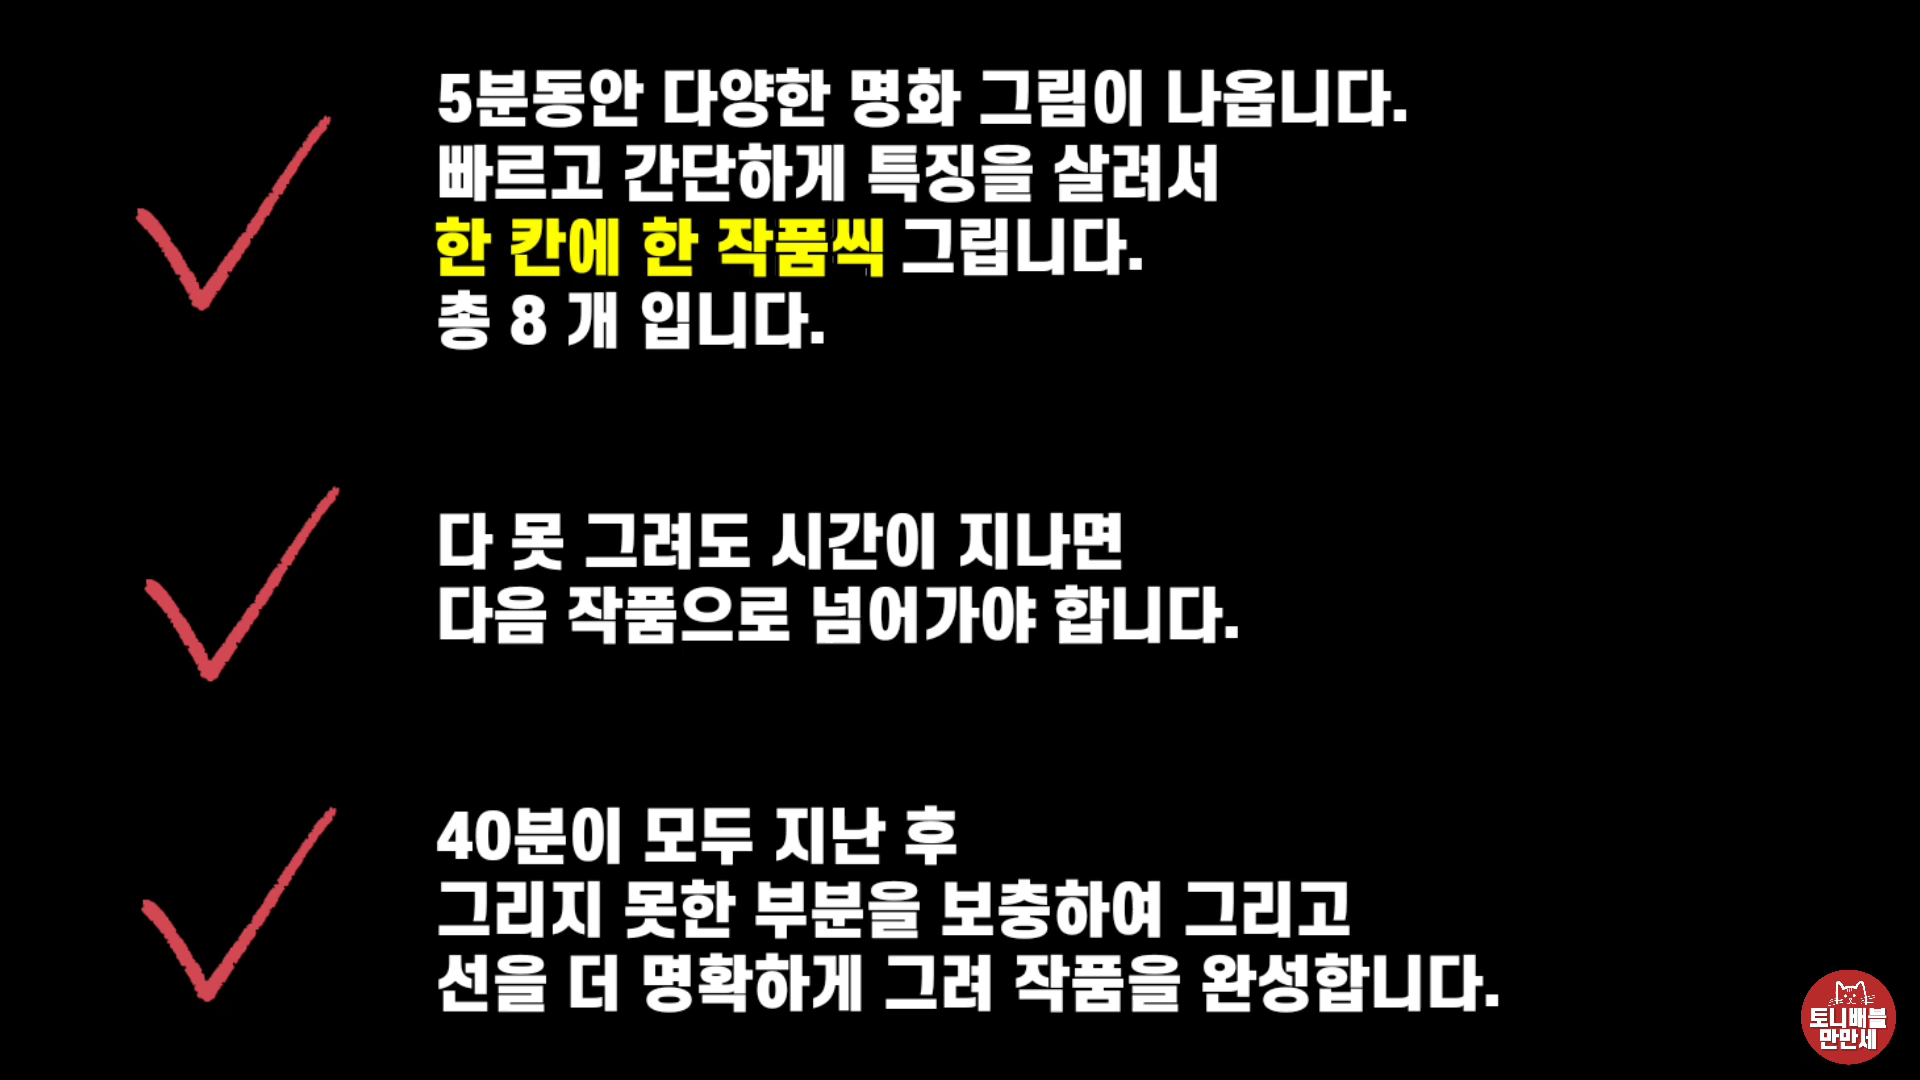 5분동안 다양한 명화 그림이 나옵니다.
빠르고 간단하게 특징을 살려서
한 칸에 한 작품씩 그립니다.
총 8 개 입니다.
다 못 그려도 시간이 지나면
다음 작품으로 넘어가야 합니다.
40분이 모두 지난 후
그리지 못한 부분을 보충하여 그리고
선을 더 명확하게 그려 작품을 완성합니다.
토니배블
만만세